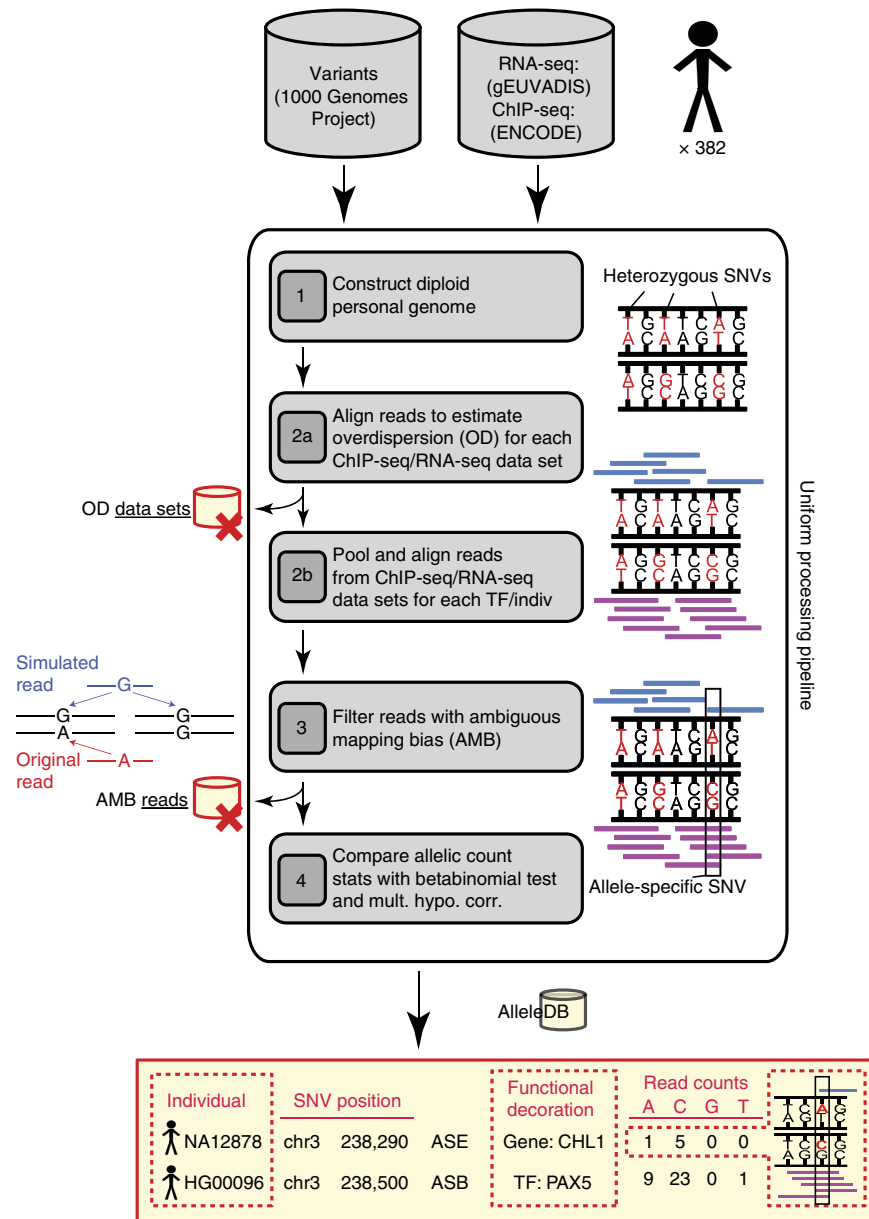 Variants
(1000 Genomes
Project)
RNA-seq:
(gEUVADIS)
ChIP-seq:
(ENCODE)
× 382
1
Construct diploid
personal genome
Heterozygous SNVs
T G T T C A G
A C A A G T C
A G G T C C G
T C C A G G C
2a
Align reads to estimate
overdispersion (OD) for each
ChIP-seq/RNA-seq data set
OD data sets
T G T T C A G
A C A A G T C
A G G T C C G
T C C A G G C
2b
Pool and align reads
from ChIP-seq/RNA-seq
data sets for each TF/indiv
Uniform processing pipeline
Simulated
read
G
G
A
G
G
Original
read
A
3
Filter reads with ambiguous
mapping bias (AMB)
T G T T C A G
A C A A G T C
A G G T C C G
T C C A G G C
AMB reads
4
Compare allelic count
stats with betabinomial test
and mult. hypo. corr.
Allele-specific SNV
AlleleDB
Individual
SNV position
Functional
decoration
Read counts
A C G T
NA12878 chr3 238,290 ASE Gene: CHL1 1 5 0 0
HG00096 chr3 238,500 ASB TF: PAX5 9 23 0 1
T C A G
A G T C
T C C G
A G G C